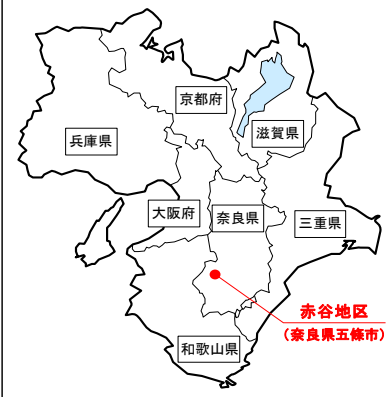 京都府
滋賀県
兵庫県
大阪府
奈良県
三重県
赤谷地区
(奈良県五條市)
和歌山県